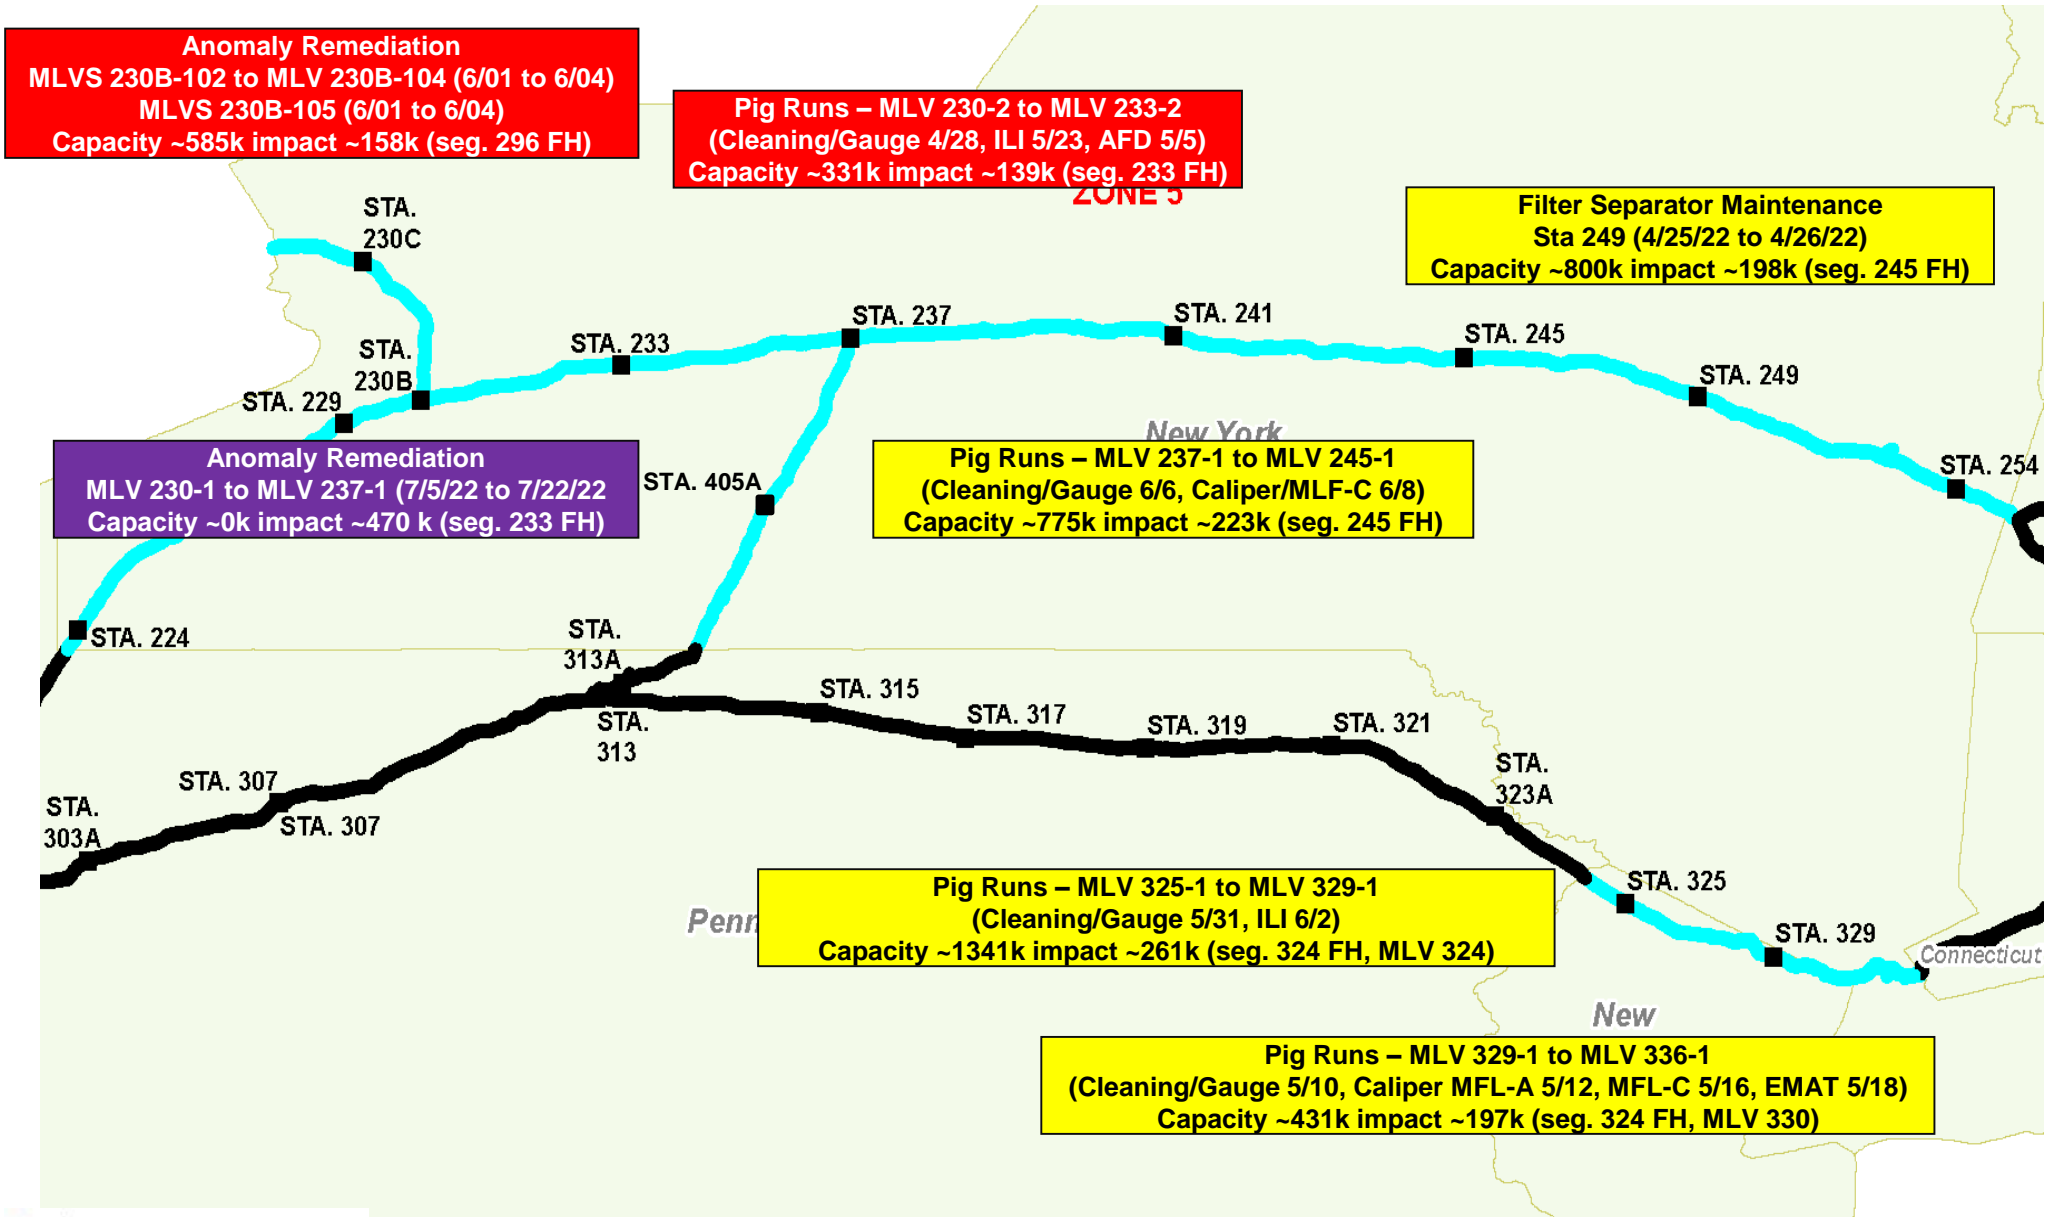 Anomaly Remediation
MLVS 230B-102 to MLV 230B-104 (6/01 to 6/04)
MLVS 230B-105 (6/01 to 6/04)
Capacity ~585k impact ~158k (seg. 296 FH)
Pig Runs – MLV 230-2 to MLV 233-2
(Cleaning/Gauge 4/28, ILI 5/23, AFD 5/5)
Capacity ~331k impact ~139k (seg. 233 FH)
ZONE 5
Filter Separator Maintenance
Sta 249 (4/25/22 to 4/26/22)
Capacity ~800k impact ~198k (seg. 245 FH)
STA.
230C
STA.
230B
STA. 229
STA. 233
STA. 237
STA. 241
STA. 245
STA. 249
STA. 254
New York
Anomaly Remediation
MLV 230-1 to MLV 237-1 (7/5/22 to 7/22/22
Capacity ~0k impact ~470 k (seg. 233 FH)
STA. 405A
Pig Runs – MLV 237-1 to MLV 245-1
(Cleaning/Gauge 6/6, Caliper/MLF-C 6/8)
Capacity ~775k impact ~223k (seg. 245 FH)
STA. 224
STA.
313A
STA.
313
STA. 315
STA. 317
STA. 319
STA. 321
STA.
323A
STA. 307
STA. 307
STA.
303A
Penn
Pig Runs – MLV 325-1 to MLV 329-1
(Cleaning/Gauge 5/31, ILI 6/2)
Capacity ~1341k impact ~261k (seg. 324 FH, MLV 324)
STA. 325
STA. 329
Connecticut
New
Pig Runs – MLV 329-1 to MLV 336-1
(Cleaning/Gauge 5/10, Caliper MFL-A 5/12, MFL-C 5/16, EMAT 5/18)
Capacity ~431k impact ~197k (seg. 324 FH, MLV 330)